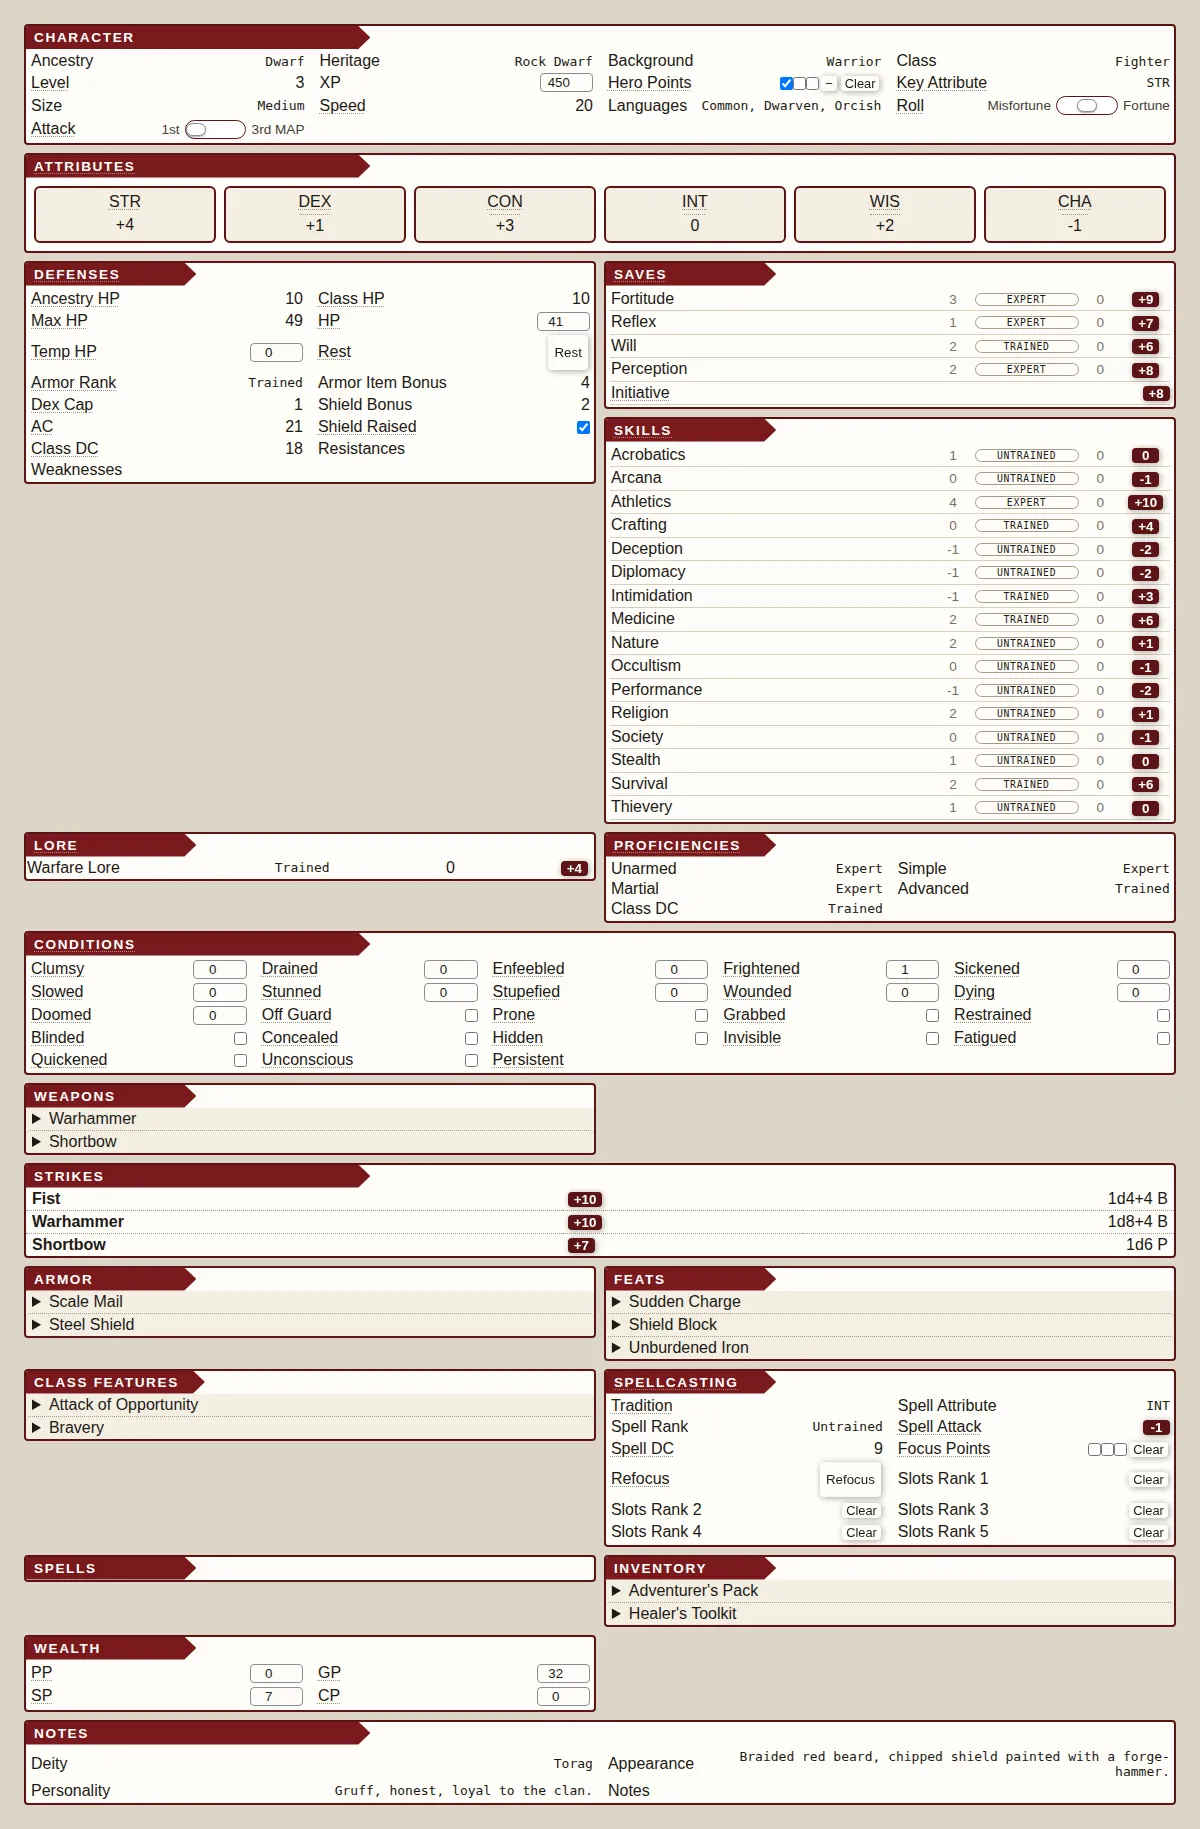 CHARACTER
Ancestry Dwarf Heritage Rock Dwarf Background Warrior Class Fighter
Level 3 XP 450 Hero Points − Clear Key Attribute STR
Size Medium Speed 20 Languages Common, Dwarven, Orcish Roll Misfortune Fortune
Attack 1st 3rd MAP
ATTRIBUTES
STR DEX CON INT WIS CHA
+4 +1 +3 0 +2 -1
DEFENSES
Ancestry HP 10 Class HP 10
Max HP 49 HP 41
Temp HP 0 Rest Rest
Armor Rank Trained Armor Item Bonus 4
Dex Cap 1 Shield Bonus 2
AC 21 Shield Raised
Class DC 18 Resistances
Weaknesses
SAVES
Fortitude 3 EXPERT 0 +9
Reflex 1 EXPERT 0 +7
Will 2 TRAINED 0 +6
Perception 2 EXPERT 0 +8
Initiative +8
SKILLS
Acrobatics 1 UNTRAINED 0 0
Arcana 0 UNTRAINED 0 -1
Athletics 4 EXPERT 0 +10
Crafting 0 TRAINED 0 +4
Deception -1 UNTRAINED 0 -2
Diplomacy -1 UNTRAINED 0 -2
Intimidation -1 TRAINED 0 +3
Medicine 2 TRAINED 0 +6
Nature 2 UNTRAINED 0 +1
Occultism 0 UNTRAINED 0 -1
Performance -1 UNTRAINED 0 -2
Religion 2 UNTRAINED 0 +1
Society 0 UNTRAINED 0 -1
Stealth 1 UNTRAINED 0 0
Survival 2 TRAINED 0 +6
Thievery 1 UNTRAINED 0 0
LORE
Warfare Lore Trained 0 +4
PROFICIENCIES
Unarmed Expert Simple Expert
Martial Expert Advanced Trained
Class DC Trained
CONDITIONS
Clumsy 0 Drained 0 Enfeebled 0 Frightened 1 Sickened 0
Slowed 0 Stunned 0 Stupefied 0 Wounded 0 Dying 0
Doomed 0 Off Guard Prone Grabbed Restrained
Blinded Concealed Hidden Invisible Fatigued
Quickened Unconscious Persistent
WEAPONS
Warhammer
Shortbow
STRIKES
Fist +10 1d4+4 B
Warhammer +10 1d8+4 B
Shortbow +7 1d6 P
ARMOR
Scale Mail
Steel Shield
FEATS
Sudden Charge
Shield Block
Unburdened Iron
CLASS FEATURES
Attack of Opportunity
Bravery
SPELLCASTING
Tradition Spell Attribute INT
Spell Rank Untrained Spell Attack -1
Spell DC 9 Focus Points Clear
Refocus Refocus Slots Rank 1 Clear
Slots Rank 2 Clear Slots Rank 3 Clear
Slots Rank 4 Clear Slots Rank 5 Clear
SPELLS
INVENTORY
Adventurer's Pack
Healer's Toolkit
WEALTH
PP 0 GP 32
SP 7 CP 0
NOTES
Deity Torag Appearance Braided red beard, chipped shield painted with a forge-
hammer.
Personality Gruff, honest, loyal to the clan. Notes